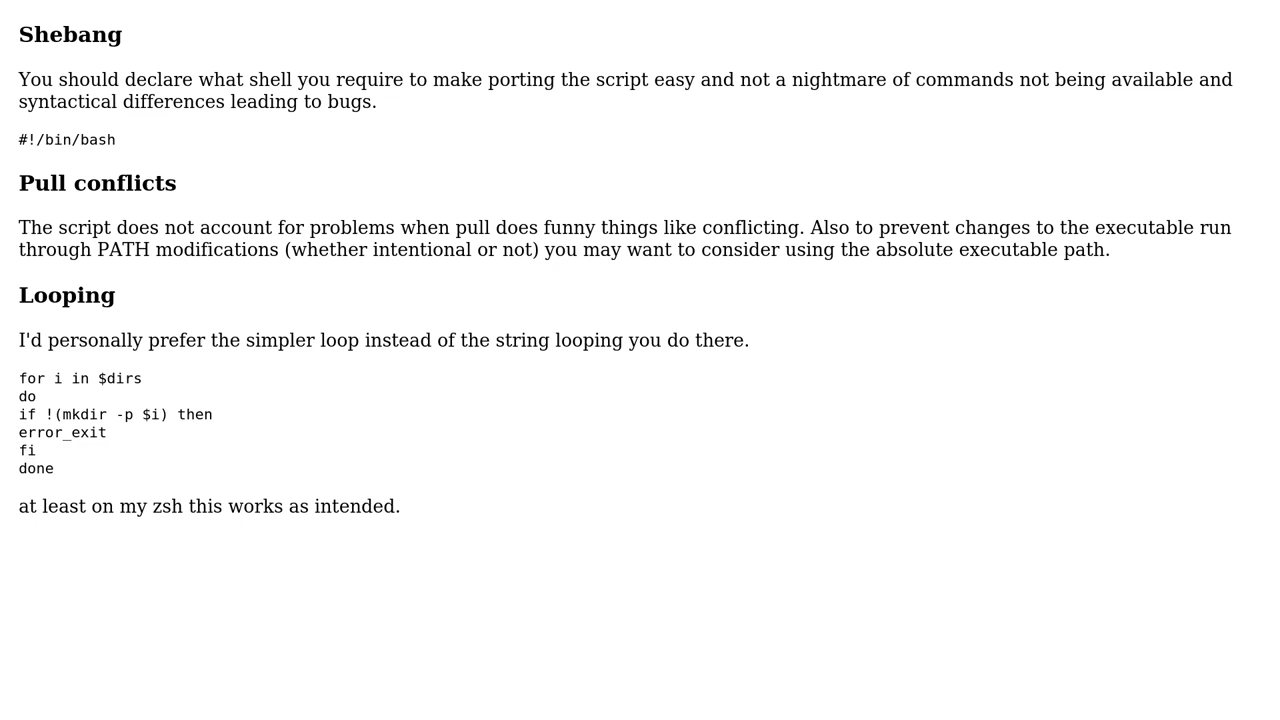 Shebang
You should declare what shell you require to make porting the script easy and not a nightmare of commands not being available and
syntactical differences leading to bugs.
#!/bin/bash
Pull conflicts
The script does not account for problems when pull does funny things like conflicting. Also to prevent changes to the executable run
through PATH modifications (whether intentional or not) you may want to consider using the absolute executable path.
Looping
I'd personally prefer the simpler loop instead of the string looping you do there.
for i in $dirs
do
if !(mkdir -p $i) then
error_exit
fi
done
at least on my zsh this works as intended.